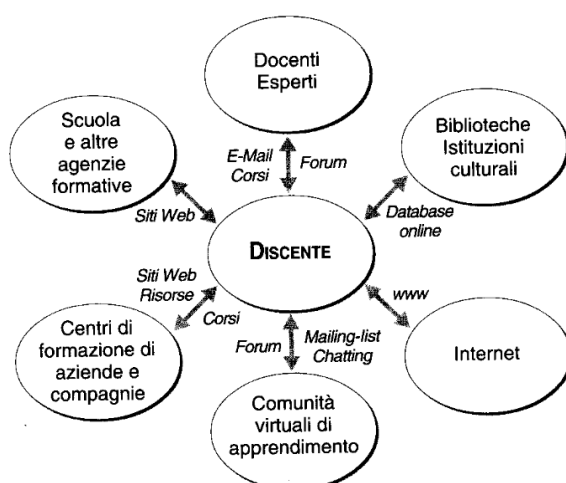 Docenti
Esperti
Scuola
e altre
agenzie
formative
Biblioteche
Istituzioni
culturali
E-Mail
Corsi
Forum
Siti Web
Database
online
DISCENTE
Siti Web
Risorse
Corsi
www
Centri di
formazione di
aziende e
compagnie
Forum
Mailing-list
Chatting
Internet
Comunità
virtuali di
apprendimento